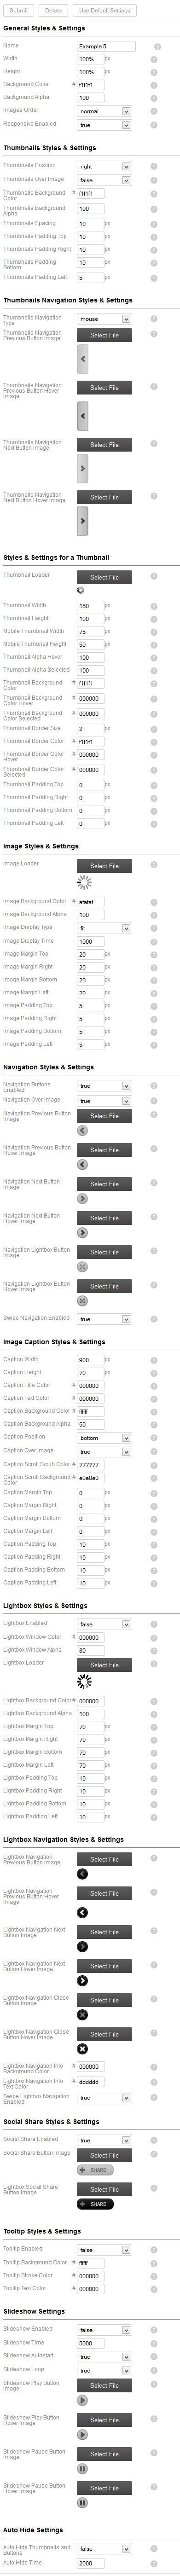 Submit Delete Use Default Settings
General Styles & Settings
Name Example 5
Width 100% px
Height 100% px
Background Color # f1f1f1
Background Alpha 100
Images Order normal
Responsive Enabled true
Thumbnails Styles & Settings
Thumbnails Position right
Thumbnails Over Image false
Thumbnails Background Color # f1f1f1
Thumbnails Background Alpha 100
Thumbnails Spacing 10 px
Thumbnails Padding Top 10 px
Thumbnails Padding Right 10 px
Thumbnails Padding Bottom 10 px
Thumbnails Padding Left 5 px
Thumbnails Navigation Styles & Settings
Thumbnails Navigation Type mouse
Thumbnails Navigation Previous Button Image Select File
Thumbnails Navigation Previous Button Hover Image Select File
Thumbnails Navigation Next Button Image Select File
Thumbnails Navigation Next Button Hover Image Select File
Styles & Settings for a Thumbnail
Thumbnail Loader Select File
Thumbnail Width 150 px
Thumbnail Height 100 px
Mobile Thumbnail Width 75 px
Mobile Thumbnail Height 50 px
Thumbnail Alpha Hover 100
Thumbnail Alpha Selected 100
Thumbnail Background Color # f1f1f1
Thumbnail Background Color Hover # 000000
Thumbnail Background Color Selected # 000000
Thumbnail Border Size 2 px
Thumbnail Border Color # f1f1f1
Thumbnail Border Color Hover # 000000
Thumbnail Border Color Selected # 000000
Thumbnail Padding Top 0 px
Thumbnail Padding Right 0 px
Thumbnail Padding Bottom 0 px
Thumbnail Padding Left 0 px
Image Styles & Settings
Image Loader Select File
Image Background Color # afafaf
Image Background Alpha 100
Image Display Type fit
Image Display Time 1000
Image Margin Top 20 px
Image Margin Right 20 px
Image Margin Bottom 20 px
Image Margin Left 20 px
Image Padding Top 5 px
Image Padding Right 5 px
Image Padding Bottom 5 px
Image Padding Left 5 px
Navigation Styles & Settings
Navigation Buttons Enabled true
Navigation Over Image true
Navigation Previous Button Image Select File
Navigation Previous Button Hover Image Select File
Navigation Next Button Image Select File
Navigation Next Button Hover Image Select File
Navigation Lightbox Button Image Select File
Navigation Lightbox Button Hover Image Select File
Swipe Navigation Enabled true
Image Caption Styles & Settings
Caption Width 900 px
Caption Height 70 px
Caption Title Color # 000000
Caption Text Color # 000000
Caption Background Color # ffffff
Caption Background Alpha 50
Caption Position bottom
Caption Over Image true
Caption Scroll Scrub Color # 777777
Caption Scroll Background Color # e0e0e0
Caption Margin Top 0 px
Caption Margin Right 0 px
Caption Margin Bottom 0 px
Caption Margin Left 0 px
Caption Padding Top 10 px
Caption Padding Right 10 px
Caption Padding Bottom 10 px
Caption Padding Left 10 px
Lightbox Styles & Settings
Lightbox Enabled false
Lightbox Window Color # 000000
Lightbox Window Alpha 80
Lightbox Loader Select File
Lightbox Background Color # 000000
Lightbox Background Alpha 100
Lightbox Margin Top 70 px
Lightbox Margin Right 70 px
Lightbox Margin Bottom 70 px
Lightbox Margin Left 70 px
Lightbox Padding Top 10 px
Lightbox Padding Right 10 px
Lightbox Padding Bottom 10 px
Lightbox Padding Left 10 px
Lightbox Navigation Styles & Settings
Lightbox Navigation Previous Button Image Select File
Lightbox Navigation Previous Button Hover Image Select File
Lightbox Navigation Next Button Image Select File
Lightbox Navigation Next Button Hover Image Select File
Lightbox Navigation Close Button Image Select File
Lightbox Navigation Close Button Hover Image Select File
Lightbox Navigation Info Background Color # 000000
Lightbox Navigation Info Text Color # dddddd
Swipe Lightbox Navigation Enabled true
Social Share Styles & Settings
Social Share Enabled true
Social Share Button Image Select File
SHARE
Lightbox Social Share Button Image Select File
SHARE
Tooltip Styles & Settings
Tooltip Enabled false
Tooltip Background Color # ffffff
Tooltip Stroke Color # 000000
Tooltip Text Color # 000000
Slideshow Settings
Slideshow Enabled false
Slideshow Time 5000
Slideshow Autostart true
Slideshow Loop true
Slideshow Play Button Image Select File
Slideshow Play Button Hover Image Select File
Slideshow Pause Button Image Select File
Slideshow Pause Button Hover Image Select File
Auto Hide Settings
Auto Hide Thumbnails and Buttons false
Auto Hide Time 2000